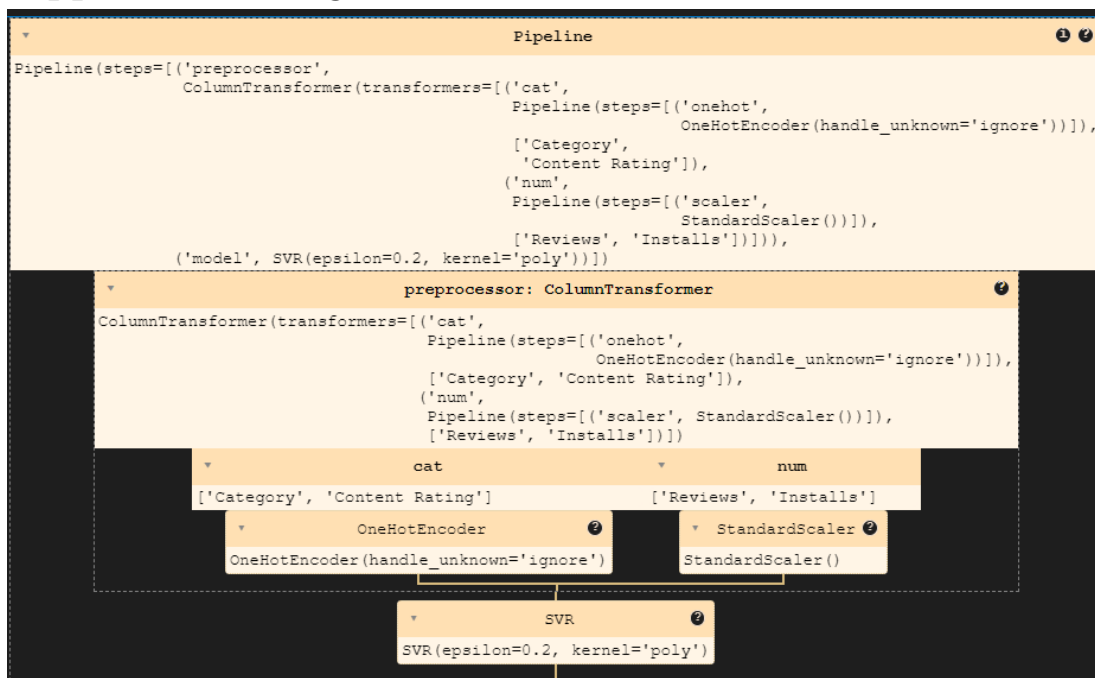 Pipeline
Pipeline(steps=[('preprocessor',
ColumnTransformer(transformers=[('cat',
Pipeline(steps=[('onehot',
OneHotEncoder(handle_unknown='ignore'))]),
['Category',
'Content Rating']),
('num',
Pipeline(steps=[('scaler',
StandardScaler())]),
['Reviews', 'Installs'])])),
('model', SVR(epsilon=0.2, kernel='poly'))])
preprocessor: ColumnTransformer
ColumnTransformer(transformers=[('cat',
Pipeline(steps=[('onehot',
OneHotEncoder(handle_unknown='ignore'))]),
['Category', 'Content Rating']),
('num',
Pipeline(steps=[('scaler', StandardScaler())]),
['Reviews', 'Installs'])])
cat num
['Category', 'Content Rating'] ['Reviews', 'Installs']
OneHotEncoder ? StandardScaler ?
OneHotEncoder(handle_unknown='ignore') StandardScaler()
SVR ?
SVR(epsilon=0.2, kernel='poly')